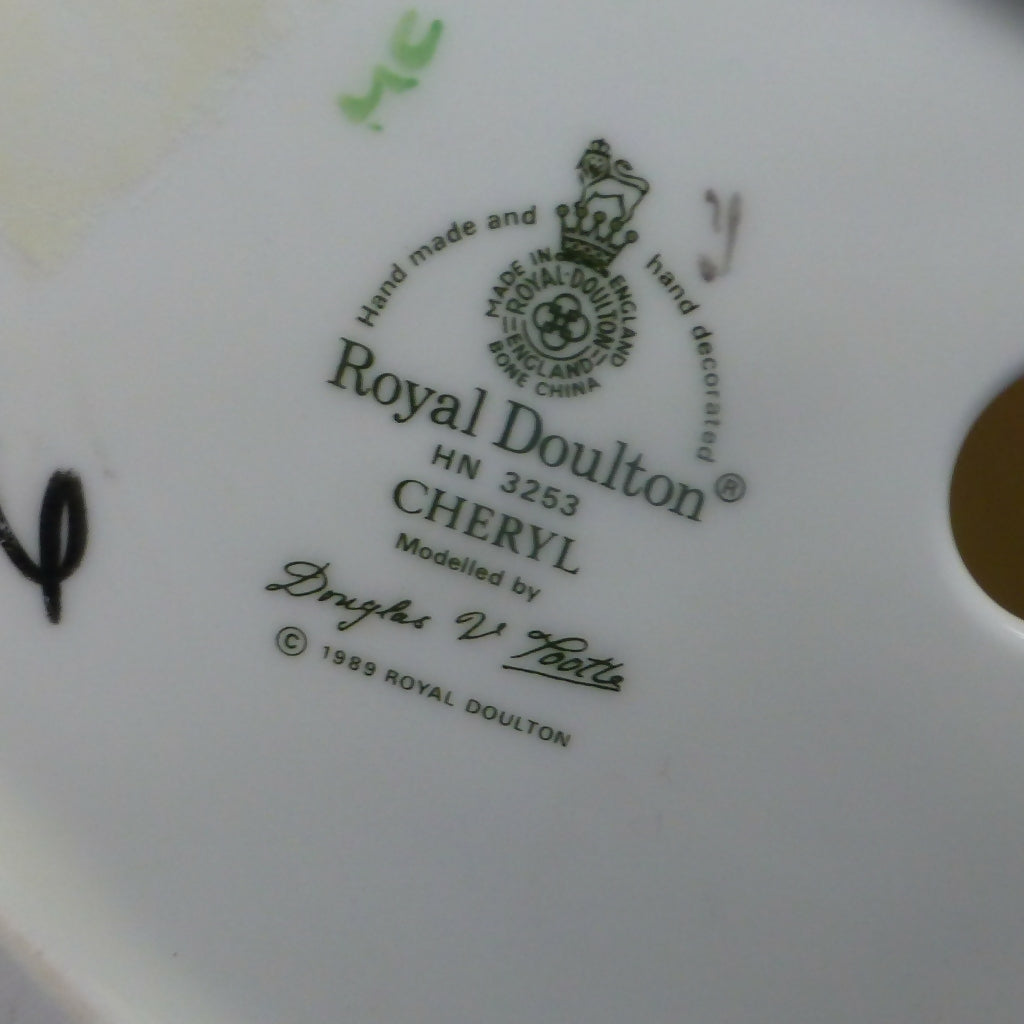 MC
Hand made and hand decorated
MADE IN ENGLAND
ROYAL·DOULTON
ENGLAND
BONE CHINA
Royal Doulton®
HN 3253
CHERYL
Modelled by
Douglas V Tootle
© 1989 ROYAL DOULTON